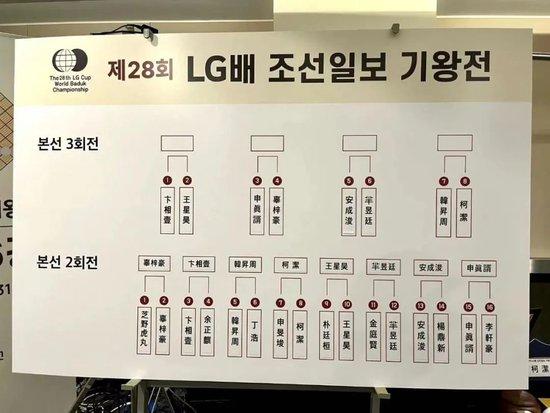 The 28th LG Cup
World Baduk
Championship
제28회 LG배 조선일보 기왕전
본선 3회전
1 2 3 4 5 6 7 8
卞相壹 王星昊 申眞諝 辜梓豪 安成浚 芈昱廷 韓昇周 柯潔
본선 2회전
辜梓豪 卞相壹 韓昇周 柯潔 王星昊 芈昱廷 安成浚 申眞諝
1 2 3 4 5 6 7 8 9 10 11 12 13 14 15 16
芝野虎丸 辜梓豪 卞相壹 余正麒 韓昇周 丁浩 申旻埈 柯潔 朴廷桓 王星昊 金庭賢 芈昱廷 安成浚 楊鼎新 申眞諝 李軒豪
31
柯潔